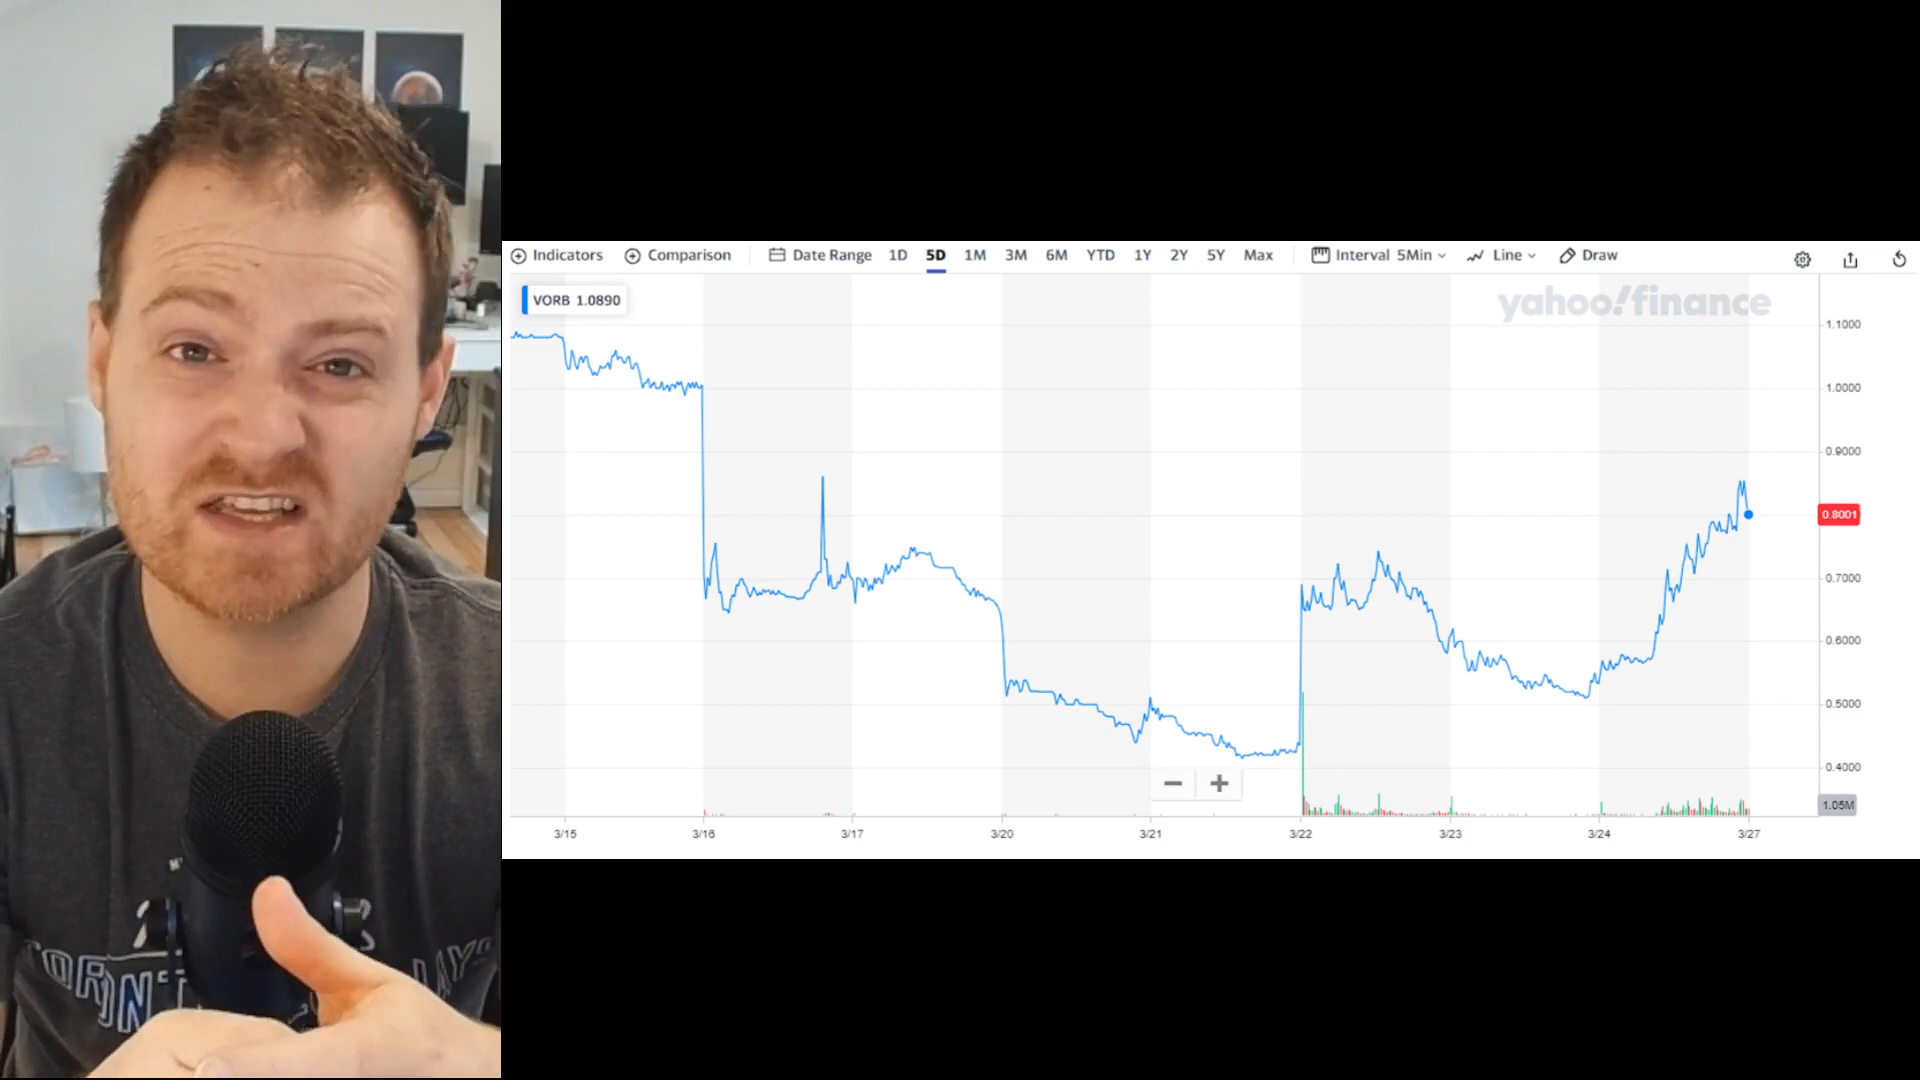 Indicators Comparison Date Range 1D 5D 1M 3M 6M YTD 1Y 2Y 5Y Max Interval 5Min Line Draw
VORB 1.0890
yahoo!finance
1.1000
1.0000
0.9000
0.8001
0.7000
0.6000
0.5000
0.4000
1.05M
3/15 3/16 3/17 3/20 3/21 3/22 3/23 3/24 3/27